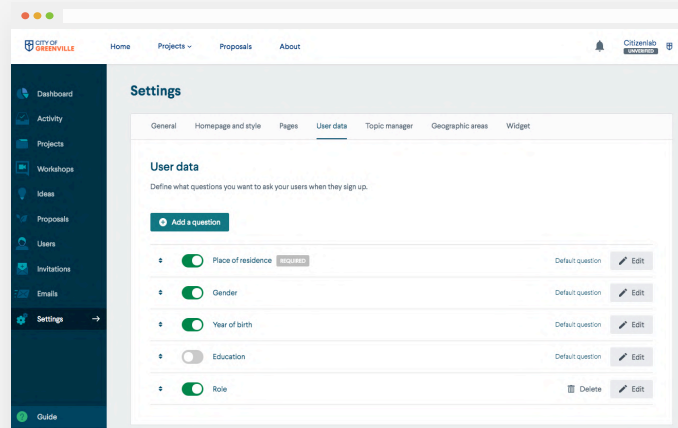 CITY OF
GREENVILLE
Home Projects Proposals About
Citizenlab
UNVERIFIED
Dashboard
Activity
Projects
Workshops
Ideas
Proposals
Users
Invitations
Emails
Settings
Guide
Settings
General Homepage and style Pages User data Topic manager Geographic areas Widget
User data
Define what questions you want to ask your users when they sign up.
Add a question
Place of residence REQUIRED Default question Edit
Gender Default question Edit
Year of birth Default question Edit
Education Default question Edit
Role Delete Edit